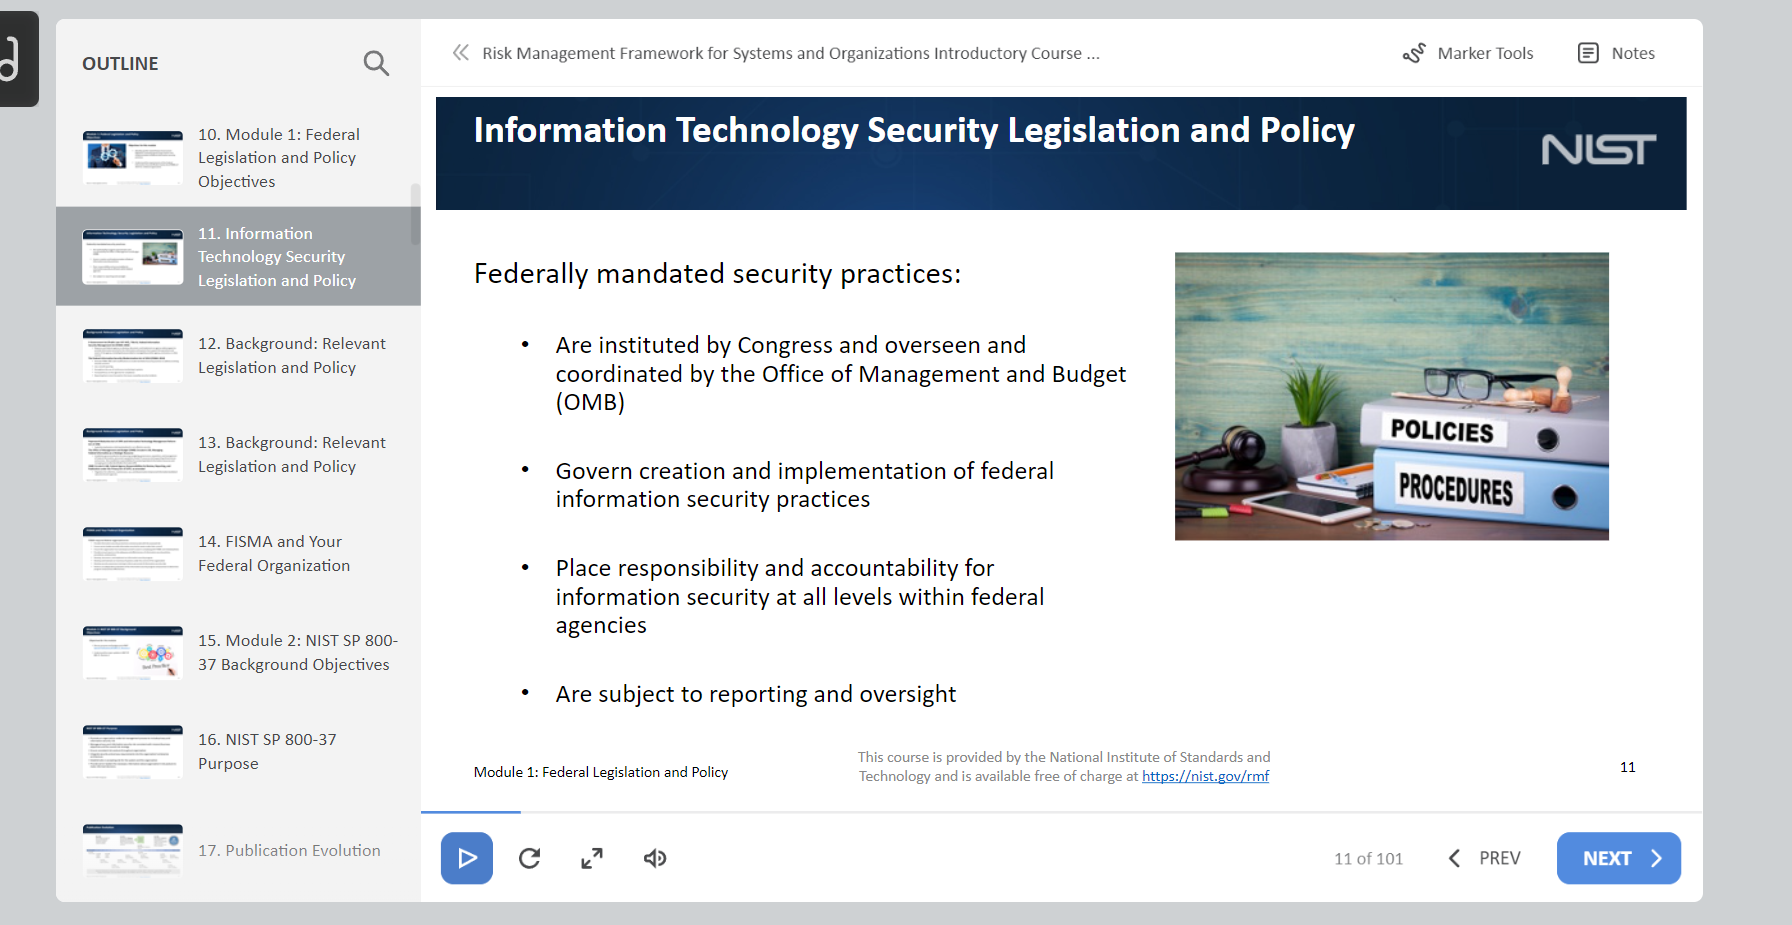 OUTLINE
10. Module 1: Federal
Legislation and Policy
Objectives
11. Information
Technology Security
Legislation and Policy
12. Background: Relevant
Legislation and Policy
13. Background: Relevant
Legislation and Policy
14. FISMA and Your
Federal Organization
15. Module 2: NIST SP 800-
37 Background Objectives
16. NIST SP 800-37
Purpose
17. Publication Evolution
Risk Management Framework for Systems and Organizations Introductory Course ...
Marker Tools
Notes
Information Technology Security Legislation and Policy
NIST
Federally mandated security practices:
• Are instituted by Congress and overseen and
coordinated by the Office of Management and Budget
(OMB)
• Govern creation and implementation of federal
information security practices
• Place responsibility and accountability for
information security at all levels within federal
agencies
• Are subject to reporting and oversight
POLICIES
PROCEDURES
Module 1: Federal Legislation and Policy
This course is provided by the National Institute of Standards and
Technology and is available free of charge at https://nist.gov/rmf
11
11 of 101
PREV
NEXT